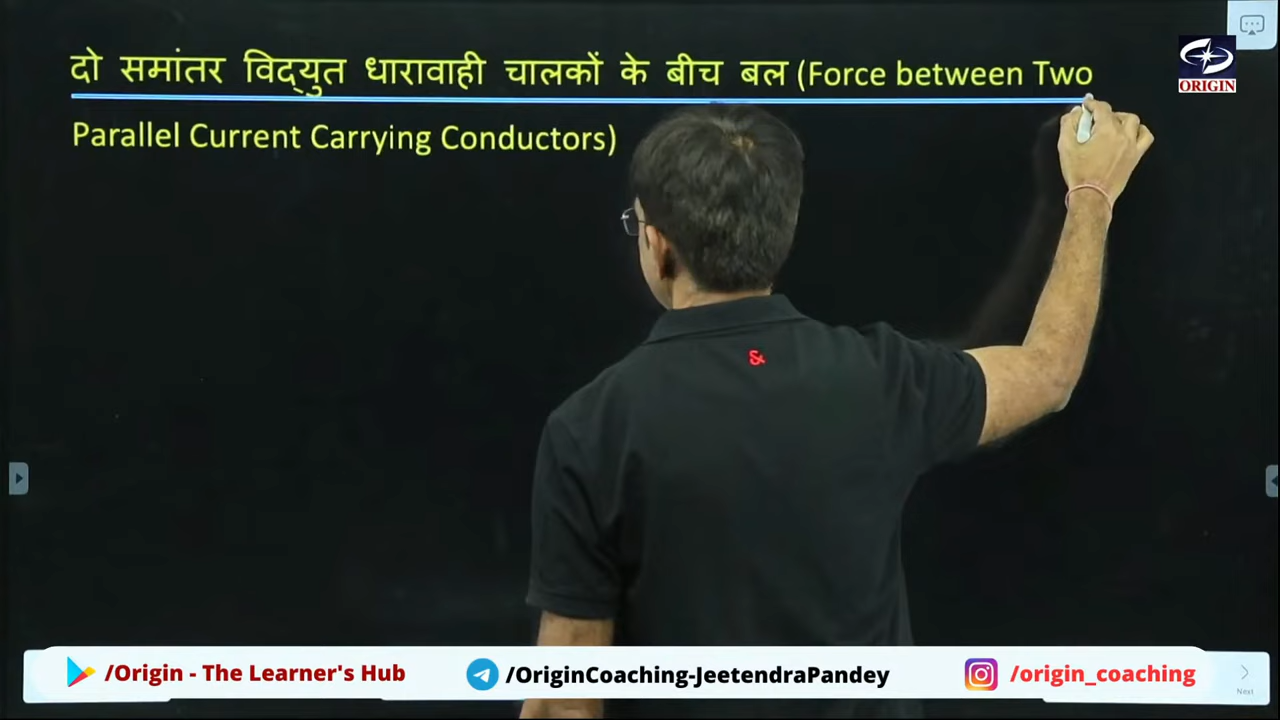 दो समांतर विद्युत धारावाही चालकों के बीच बल (Force between Two
Parallel Current Carrying Conductors)
ORIGIN
&
/Origin - The Learner's Hub
/OriginCoaching-JeetendraPandey
/origin_coaching
Next